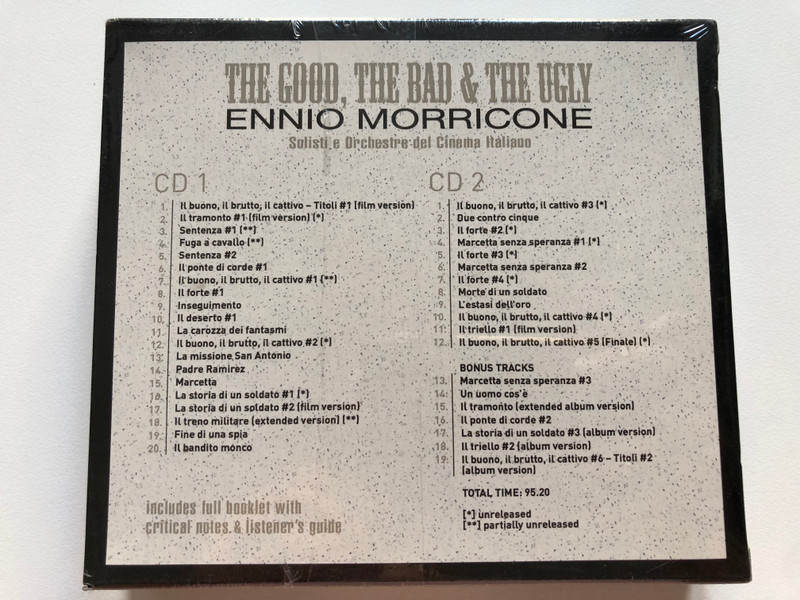 THE GOOD, THE BAD & THE UGLY
ENNIO MORRICONE
Solisti e Orchestre del Cinema Italiano
CD 1
1. Il buono, il brutto, il cattivo – Titoli #1 (film version)
2. Il tramonto #1 (film version) (*)
3. Sentenza #1 (**)
4. Fuga a cavallo (**)
5. Sentenza #2
6. Il ponte di corde #1
7. Il buono, il brutto, il cattivo #1 (**)
8. Il forte #1
9. Inseguimento
10. Il deserto #1
11. La carozza dei fantasmi
12. Il buono, il brutto, il cattivo #2 (*)
13. La missione San Antonio
14. Padre Ramirez
15. Marcetta
16. La storia di un soldato #1 (*)
17. La storia di un soldato #2 (film version)
18. Il treno militare (extended version) (**)
19. Fine di una spia
20. Il bandito monco
includes full booklet with
critical notes & listener's guide
CD 2
1. Il buono, il brutto, il cattivo #3 (*)
2. Due contro cinque
3. Il forte #2 (*)
4. Marcetta senza speranza #1 (*)
5. Il forte #3 (*)
6. Marcetta senza speranza #2
7. Il forte #4 (*)
8. Morte di un soldato
9. L'estasi dell'oro
10. Il buono, il brutto, il cattivo #4 (*)
11. Il triello #1 (film version)
12. Il buono, il brutto, il cattivo #5 (Finale) (*)
BONUS TRACKS
13. Marcetta senza speranza #3
14. Un uomo cos'è
15. Il tramonto (extended album version)
16. Il ponte di corde #2
17. La storia di un soldato #3 (album version)
18. Il triello #2 (album version)
19. Il buono, il brutto, il cattivo #6 – Titoli #2
(album version)
TOTAL TIME: 95.20
[*] unreleased
[**] partially unreleased